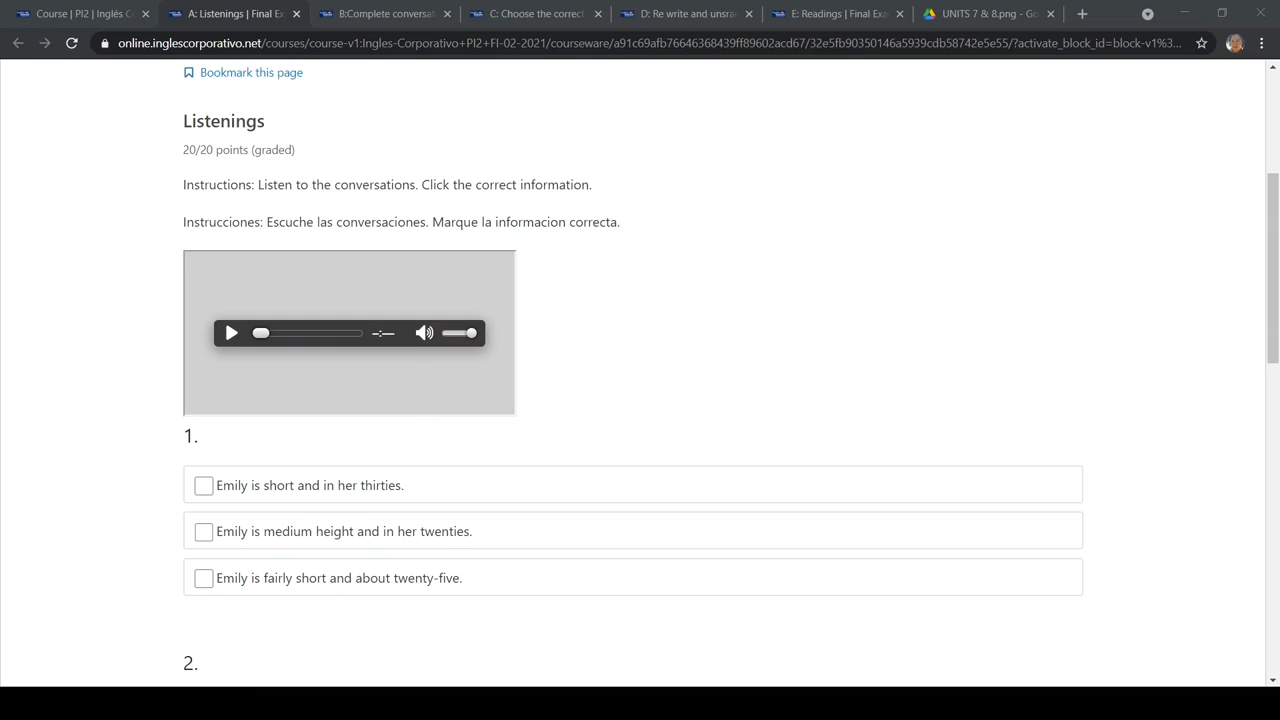 Course | PI2 | Inglés C
A: Listenings | Final Ex
B:Complete conversat
C: Choose the correct
D: Re write and unsra
E: Readings | Final Exa
UNITS 7 & 8.png - Go
online.inglescorporativo.net/courses/course-v1:Ingles-Corporativo+PI2+FI-02-2021/courseware/a91c69afb76646368439ff89602acd67/32e5fb90350146a5939cdb58742e5e55/?activate_block_id=block-v1%3...
Bookmark this page
Listenings
20/20 points (graded)
Instructions: Listen to the conversations. Click the correct information.
Instrucciones: Escuche las conversaciones. Marque la informacion correcta.
--:--
1.
Emily is short and in her thirties.
Emily is medium height and in her twenties.
Emily is fairly short and about twenty-five.
2.